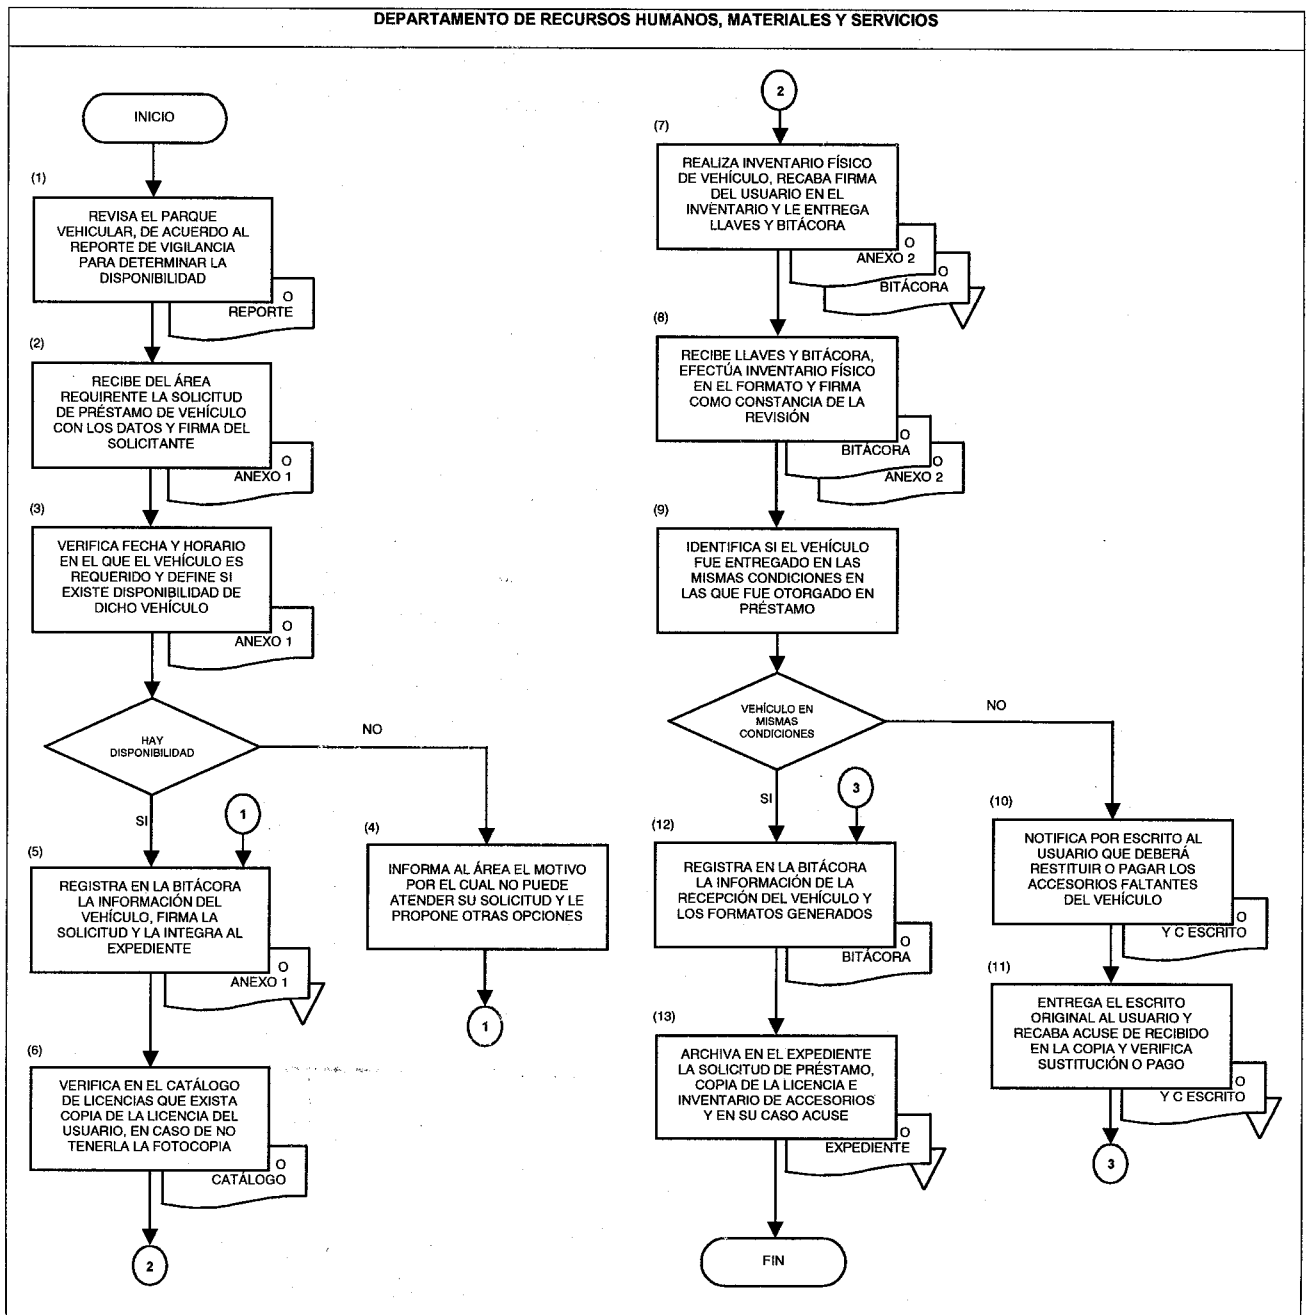 DEPARTAMENTO DE RECURSOS HUMANOS, MATERIALES Y SERVICIOS
INICIO
(1)
REVISA EL PARQUE
VEHICULAR, DE ACUERDO AL
REPORTE DE VIGILANCIA
PARA DETERMINAR LA
DISPONIBILIDAD
O
REPORTE
(2)
RECIBE DEL ÁREA
REQUIRENTE LA SOLICITUD
DE PRÉSTAMO DE VEHÍCULO
CON LOS DATOS Y FIRMA DEL
SOLICITANTE
O
ANEXO 1
(3)
VERIFICA FECHA Y HORARIO
EN EL QUE EL VEHÍCULO ES
REQUERIDO Y DEFINE SI
EXISTE DISPONIBILIDAD DE
DICHO VEHÍCULO
O
ANEXO 1
HAY
DISPONIBILIDAD
NO
SI
1
(4)
INFORMA AL ÁREA EL MOTIVO
POR EL CUAL NO PUEDE
ATENDER SU SOLICITUD Y LE
PROPONE OTRAS OPCIONES
1
(5)
REGISTRA EN LA BITÁCORA
LA INFORMACIÓN DEL
VEHÍCULO, FIRMA LA
SOLICITUD Y LA INTEGRA AL
EXPEDIENTE
O
ANEXO 1
(6)
VERIFICA EN EL CATÁLOGO
DE LICENCIAS QUE EXISTA
COPIA DE LA LICENCIA DEL
USUARIO, EN CASO DE NO
TENERLA LA FOTOCOPIA
O
CATÁLOGO
2
2
(7)
REALIZA INVENTARIO FÍSICO
DE VEHÍCULO, RECABA FIRMA
DEL USUARIO EN EL
INVENTARIO Y LE ENTREGA
LLAVES Y BITÁCORA
O
ANEXO 2
O
BITÁCORA
(8)
RECIBE LLAVES Y BITÁCORA,
EFECTÚA INVENTARIO FÍSICO
EN EL FORMATO Y FIRMA
COMO CONSTANCIA DE LA
REVISIÓN
O
BITÁCORA
O
ANEXO 2
(9)
IDENTIFICA SI EL VEHÍCULO
FUE ENTREGADO EN LAS
MISMAS CONDICIONES EN
LAS QUE FUE OTORGADO EN
PRÉSTAMO
VEHÍCULO EN
MISMAS
CONDICIONES
NO
SI
3
(10)
NOTIFICA POR ESCRITO AL
USUARIO QUE DEBERÁ
RESTITUIR O PAGAR LOS
ACCESORIOS FALTANTES
DEL VEHÍCULO
O
Y C ESCRITO
(11)
ENTREGA EL ESCRITO
ORIGINAL AL USUARIO Y
RECABA ACUSE DE RECIBIDO
EN LA COPIA Y VERIFICA
SUSTITUCIÓN O PAGO
O
Y C ESCRITO
3
(12)
REGISTRA EN LA BITÁCORA
LA INFORMACIÓN DE LA
RECEPCIÓN DEL VEHÍCULO Y
LOS FORMATOS GENERADOS
O
BITÁCORA
(13)
ARCHIVA EN EL EXPEDIENTE
LA SOLICITUD DE PRÉSTAMO,
COPIA DE LA LICENCIA E
INVENTARIO DE ACCESORIOS
Y EN SU CASO ACUSE
O
EXPEDIENTE
FIN